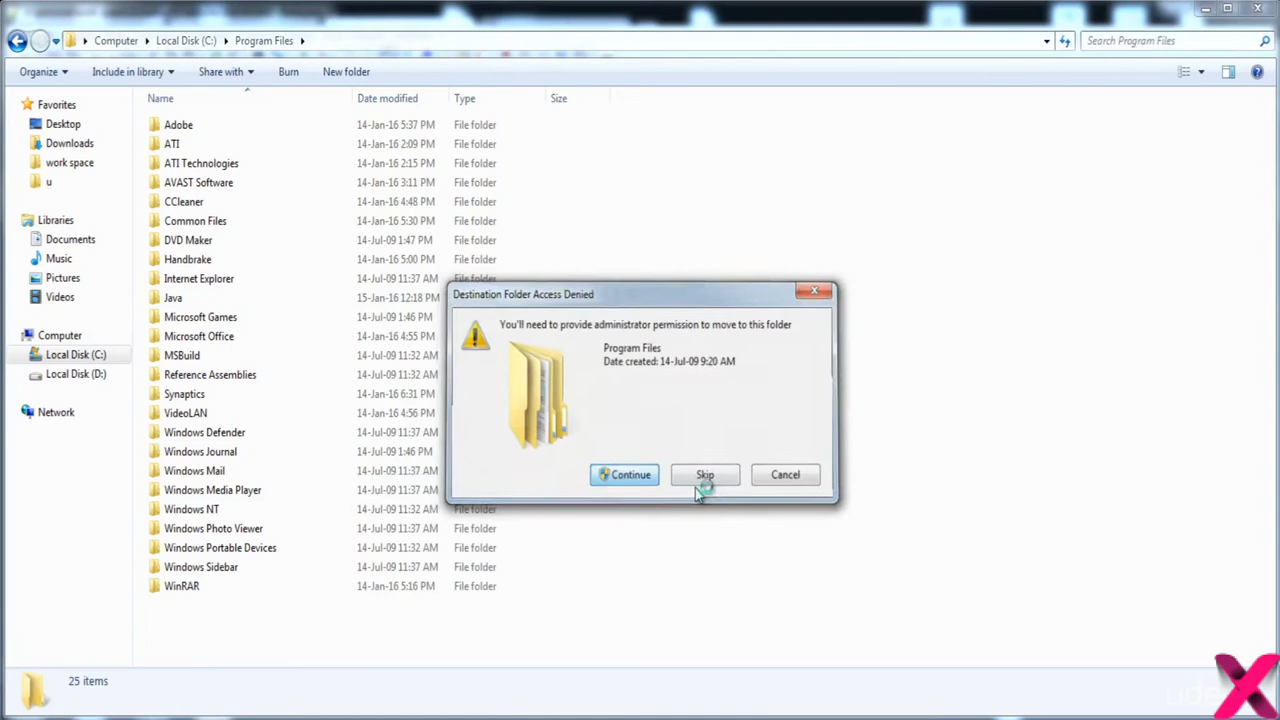 Computer Local Disk (C:) Program Files
Search Program Files
Organize Include in library Share with Burn New folder
Name Date modified Type Size
Favorites
Desktop
Downloads
work space
u
Libraries
Documents
Music
Pictures
Videos
Computer
Local Disk (C:)
Local Disk (D:)
Network
Adobe 14-Jan-16 5:37 PM File folder
ATI 14-Jan-16 2:09 PM File folder
ATI Technologies 14-Jan-16 2:15 PM File folder
AVAST Software 14-Jan-16 3:11 PM File folder
CCleaner 14-Jan-16 4:48 PM File folder
Common Files 14-Jan-16 5:30 PM File folder
DVD Maker 14-Jul-09 1:47 PM File folder
Handbrake 14-Jan-16 5:00 PM File folder
Internet Explorer 14-Jul-09 11:37 AM File folder
Java 15-Jan-16 12:18 PM
Microsoft Games 14-Jul-09 1:46 PM
Microsoft Office 14-Jan-16 4:55 PM
MSBuild 14-Jul-09 11:32 AM
Reference Assemblies 14-Jul-09 11:32 AM
Synaptics 14-Jan-16 6:31 PM
VideoLAN 14-Jan-16 4:56 PM
Windows Defender 14-Jul-09 11:37 AM
Windows Journal 14-Jul-09 1:46 PM
Windows Mail 14-Jul-09 11:37 AM
Windows Media Player 14-Jul-09 11:37 AM
Windows NT 14-Jul-09 11:32 AM File folder
Windows Photo Viewer 14-Jul-09 11:37 AM File folder
Windows Portable Devices 14-Jul-09 11:32 AM File folder
Windows Sidebar 14-Jul-09 11:37 AM File folder
WinRAR 14-Jan-16 5:16 PM File folder
Destination Folder Access Denied
You'll need to provide administrator permission to move to this folder
Program Files
Date created: 14-Jul-09 9:20 AM
Continue Skip Cancel
25 items